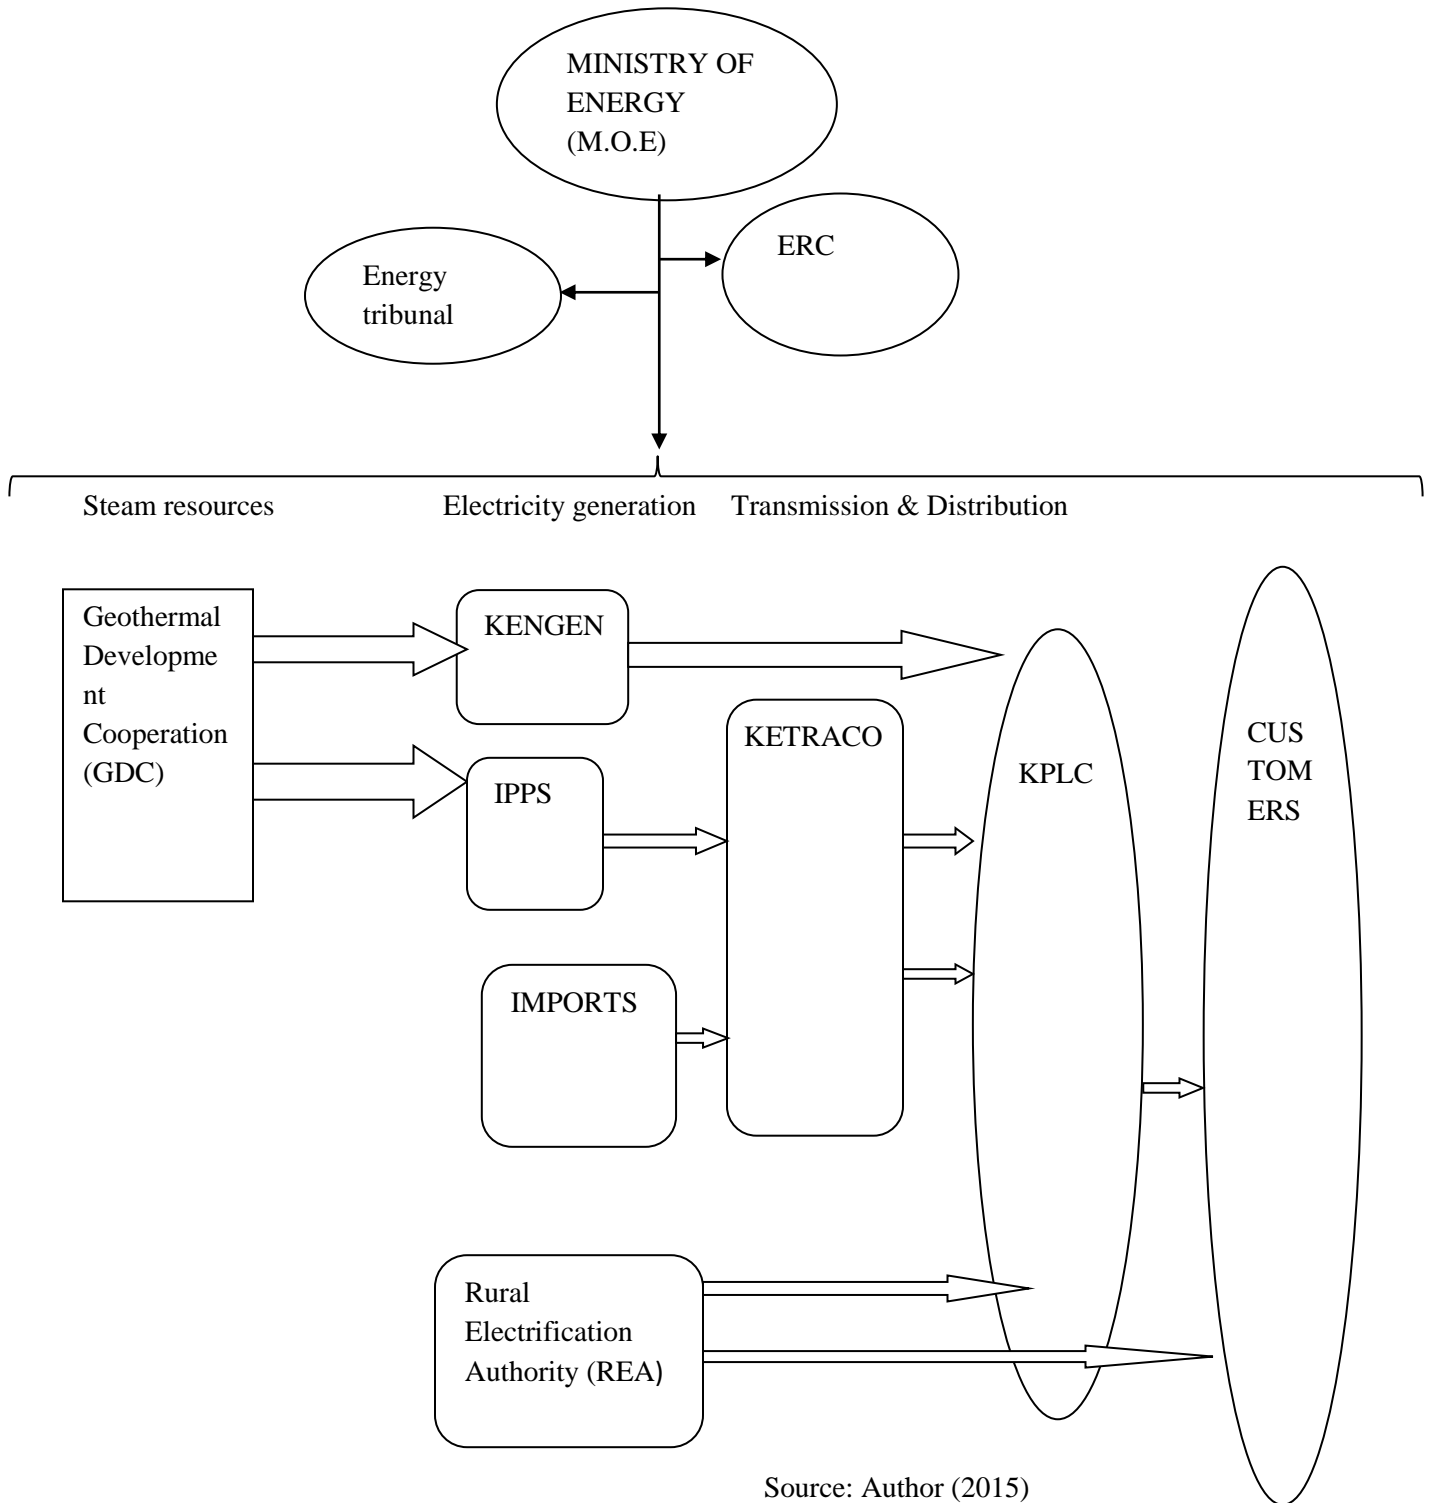 MINISTRY OF
ENERGY
(M.O.E)
ERC
Energy
tribunal
Steam resources
Electricity generation
Transmission & Distribution
Geothermal
Developme
nt
Cooperation
(GDC)
KENGEN
IPPS
IMPORTS
KETRACO
KPLC
CUS
TOM
ERS
Rural
Electrification
Authority (REA)
Source: Author (2015)